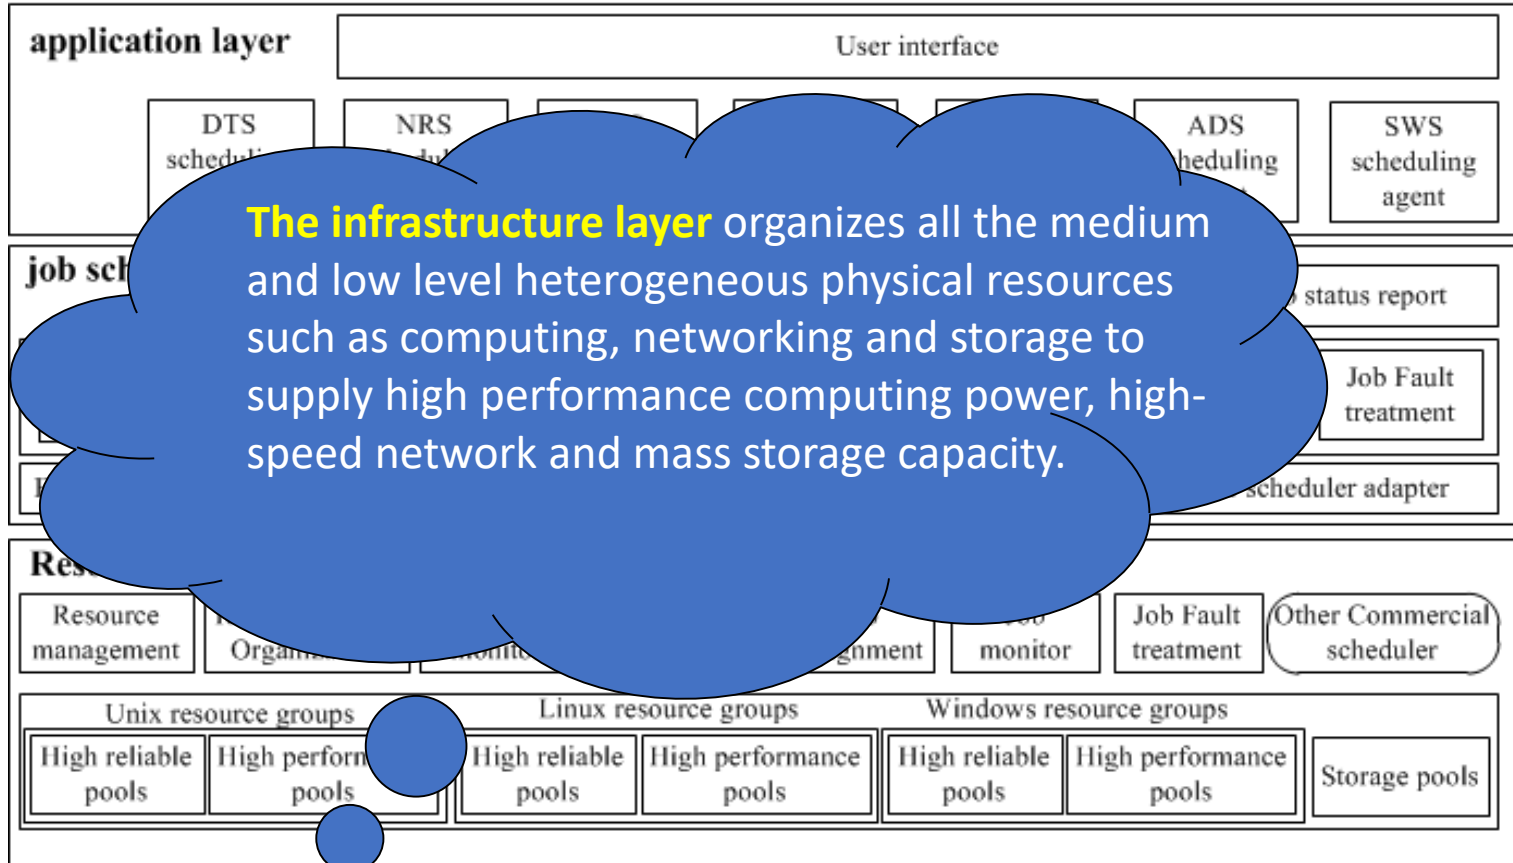 application layer
User interface
DTS
NRS
ADS
scheduling
SWS
scheduling
agent
The infrastructure layer organizes all the medium
and low level heterogeneous physical resources
such as computing, networking and storage to
supply high performance computing power, high-
speed network and mass storage capacity.
job
status report
Job Fault
treatment
scheduler adapter
Resource
management
monitor
Job Fault
treatment
Other Commercial
scheduler
Unix resource groups
Linux resource groups
Windows resource groups
High reliable
pools
High
pools
High reliable
pools
High performance
pools
High reliable
pools
High performance
pools
Storage pools